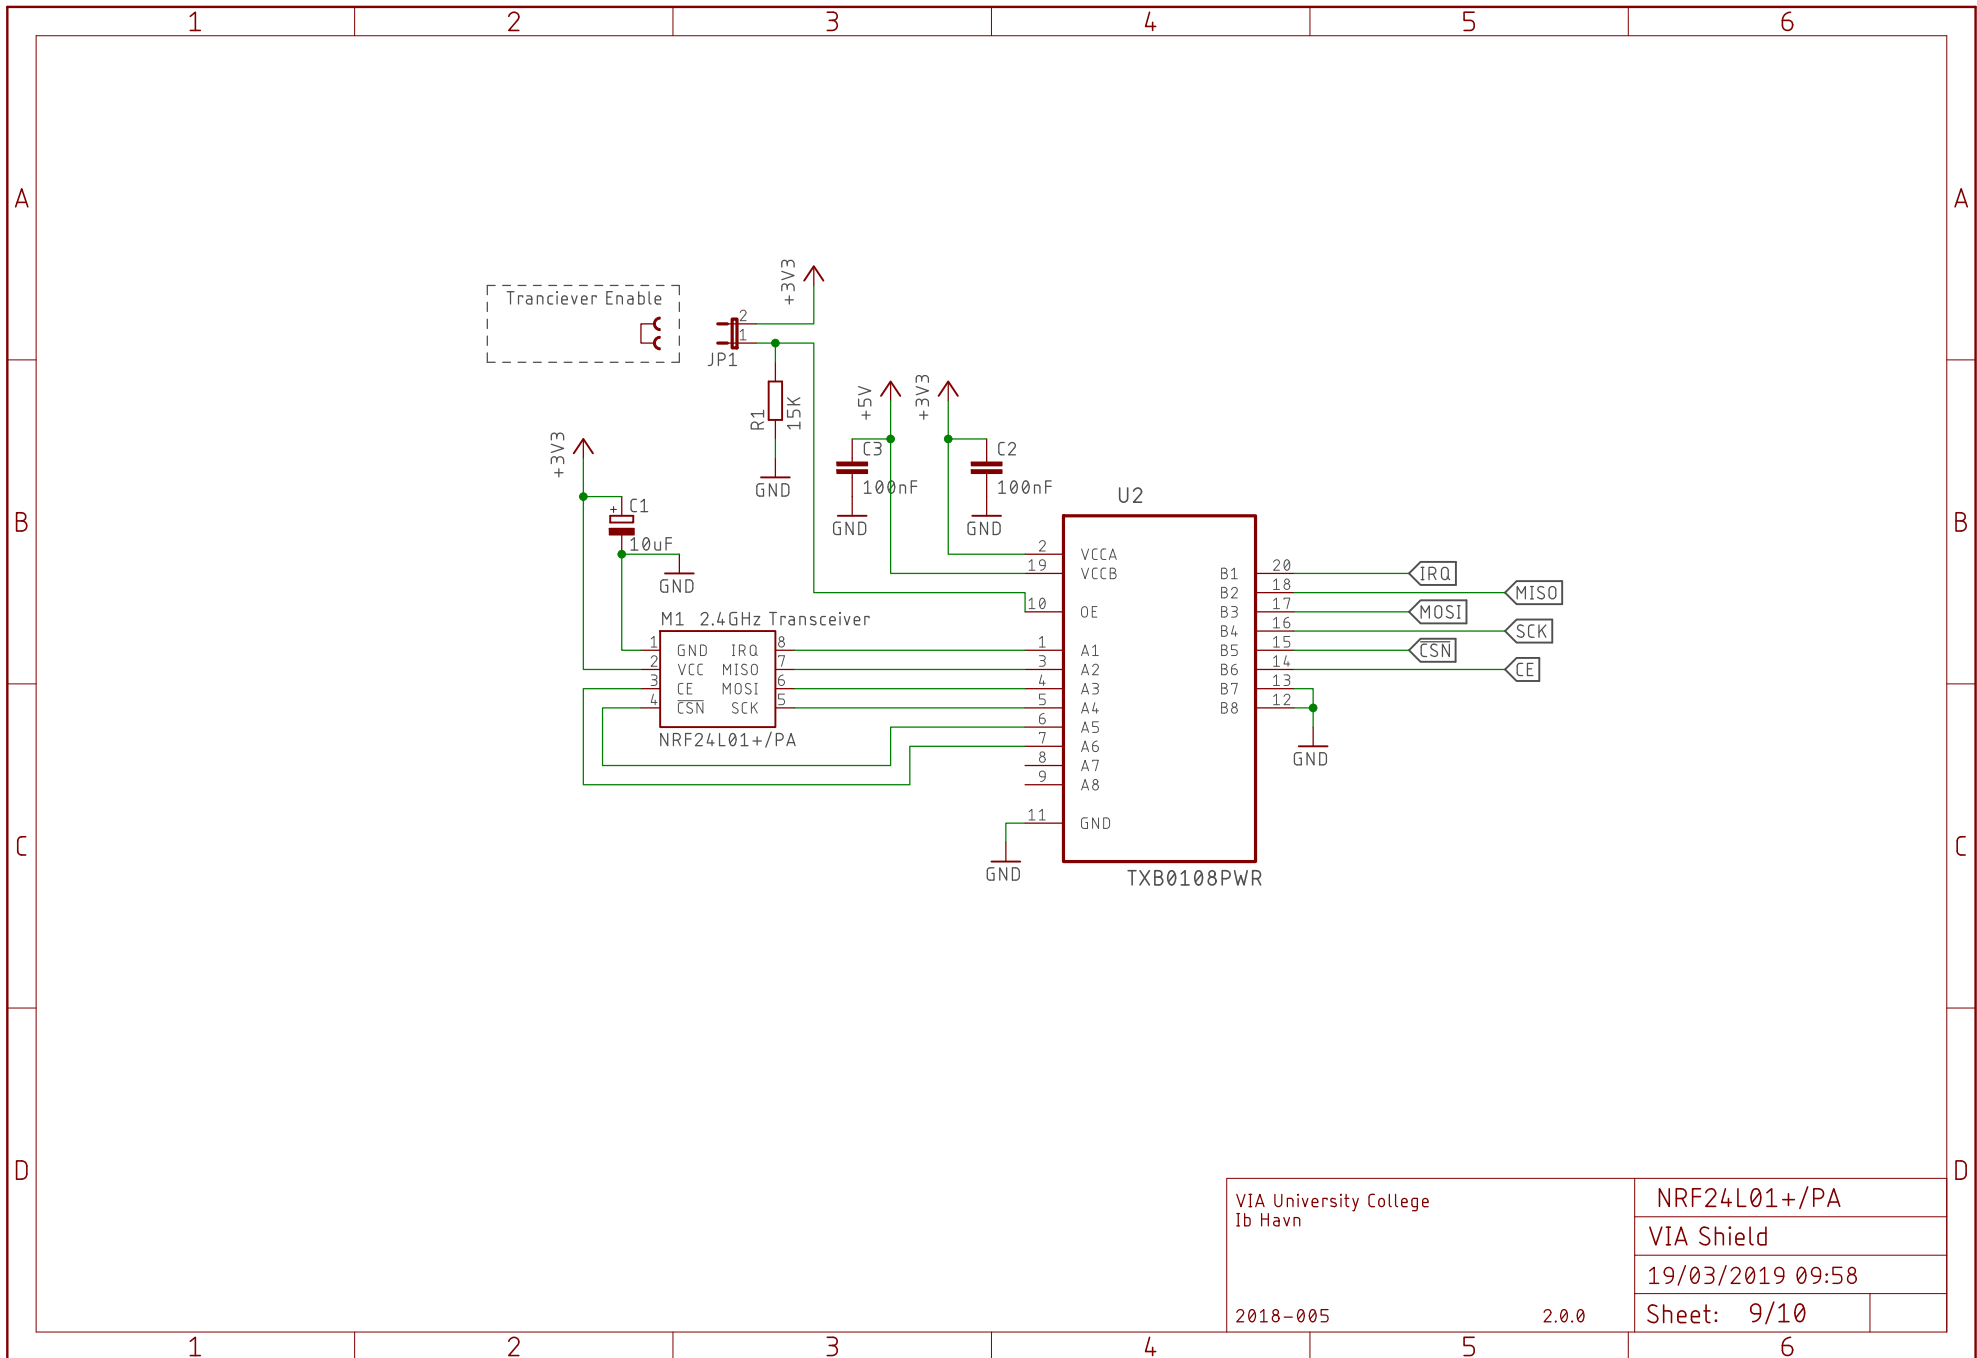 1 2 3 4 5 6
A A
+3V3
Tranciever Enable
2
1
JP1
+5V
+3V3
R1
15K
+3V3
C3
C2
GND
100nF
100nF
U2
C1
+
GND
GND
10uF
2 VCCA
19 VCCB
B B
GND
10 OE
M1 2.4GHz Transceiver
1 GND IRQ 8
2 VCC MISO 7
3 CE MOSI 6
4 CSN SCK 5
NRF24L01+/PA
1 A1
3 A2
4 A3
5 A4
6 A5
7 A6
8 A7
9 A8
11 GND
B1 20 IRQ
B2 18 MISO
B3 17 MOSI
B4 16 SCK
B5 15 CSN
B6 14 CE
B7 13
B8 12
GND
GND
TXB0108PWR
C C
D D
VIA University College
Ib Havn
2018-005 2.0.0
NRF24L01+/PA
VIA Shield
19/03/2019 09:58
Sheet: 9/10
1 2 3 4 5 6